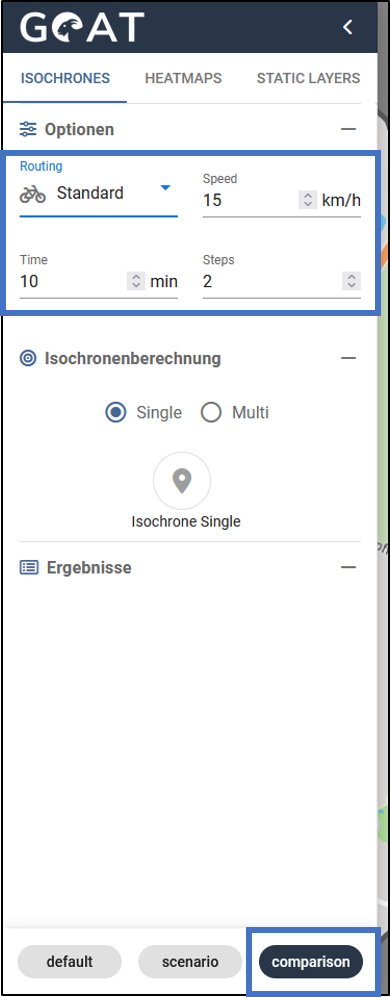 GOAT
ISOCHRONES HEATMAPS STATIC LAYERS
Optionen
Routing Speed
Standard 15 km/h
Time Steps
10 min 2
Isochronenberechnung
Single Multi
Isochrone Single
Ergebnisse
default scenario comparison